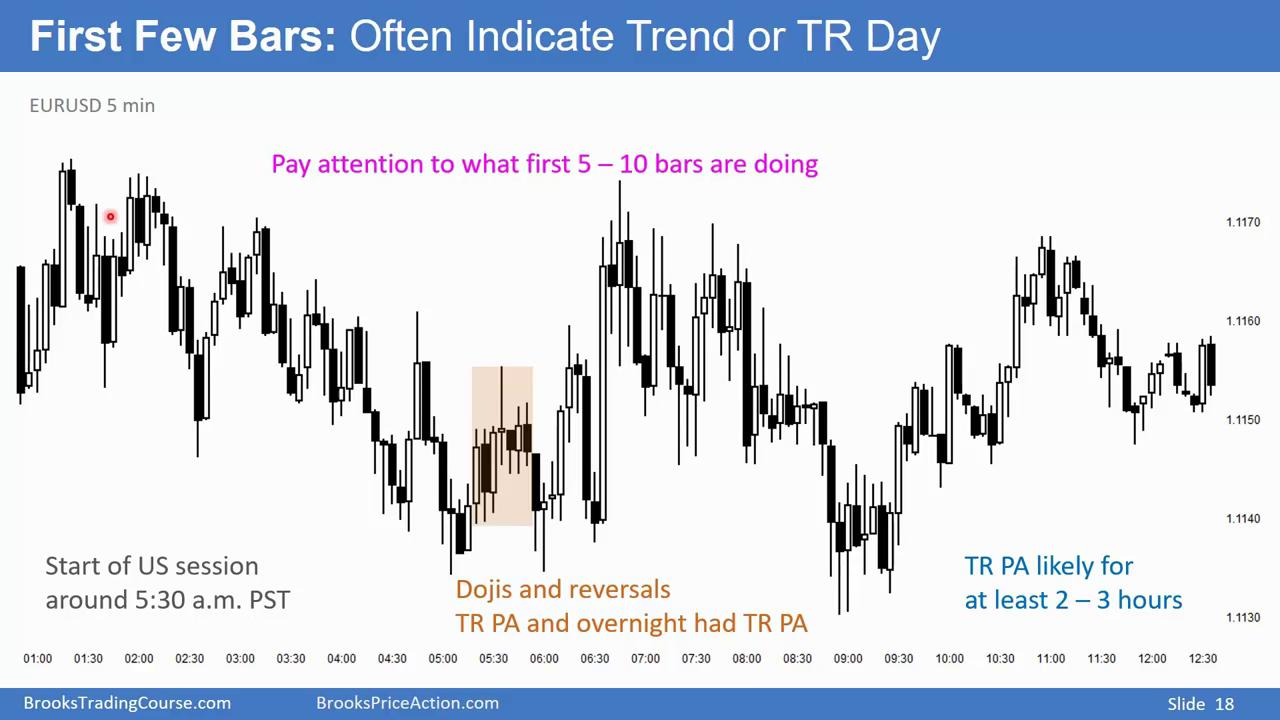 First Few Bars: Often Indicate Trend or TR Day
EURUSD 5 min
Pay attention to what first 5 – 10 bars are doing
1.1170
1.1160
1.1150
1.1140
1.1130
Start of US session
around 5:30 a.m. PST
Dojis and reversals
TR PA and overnight had TR PA
TR PA likely for
at least 2 – 3 hours
01:00 01:30 02:00 02:30 03:00 03:30 04:00 04:30 05:00 05:30 06:00 06:30 07:00 07:30 08:00 08:30 09:00 09:30 10:00 10:30 11:00 11:30 12:00 12:30
BrooksTradingCourse.com BrooksPriceAction.com Slide 18